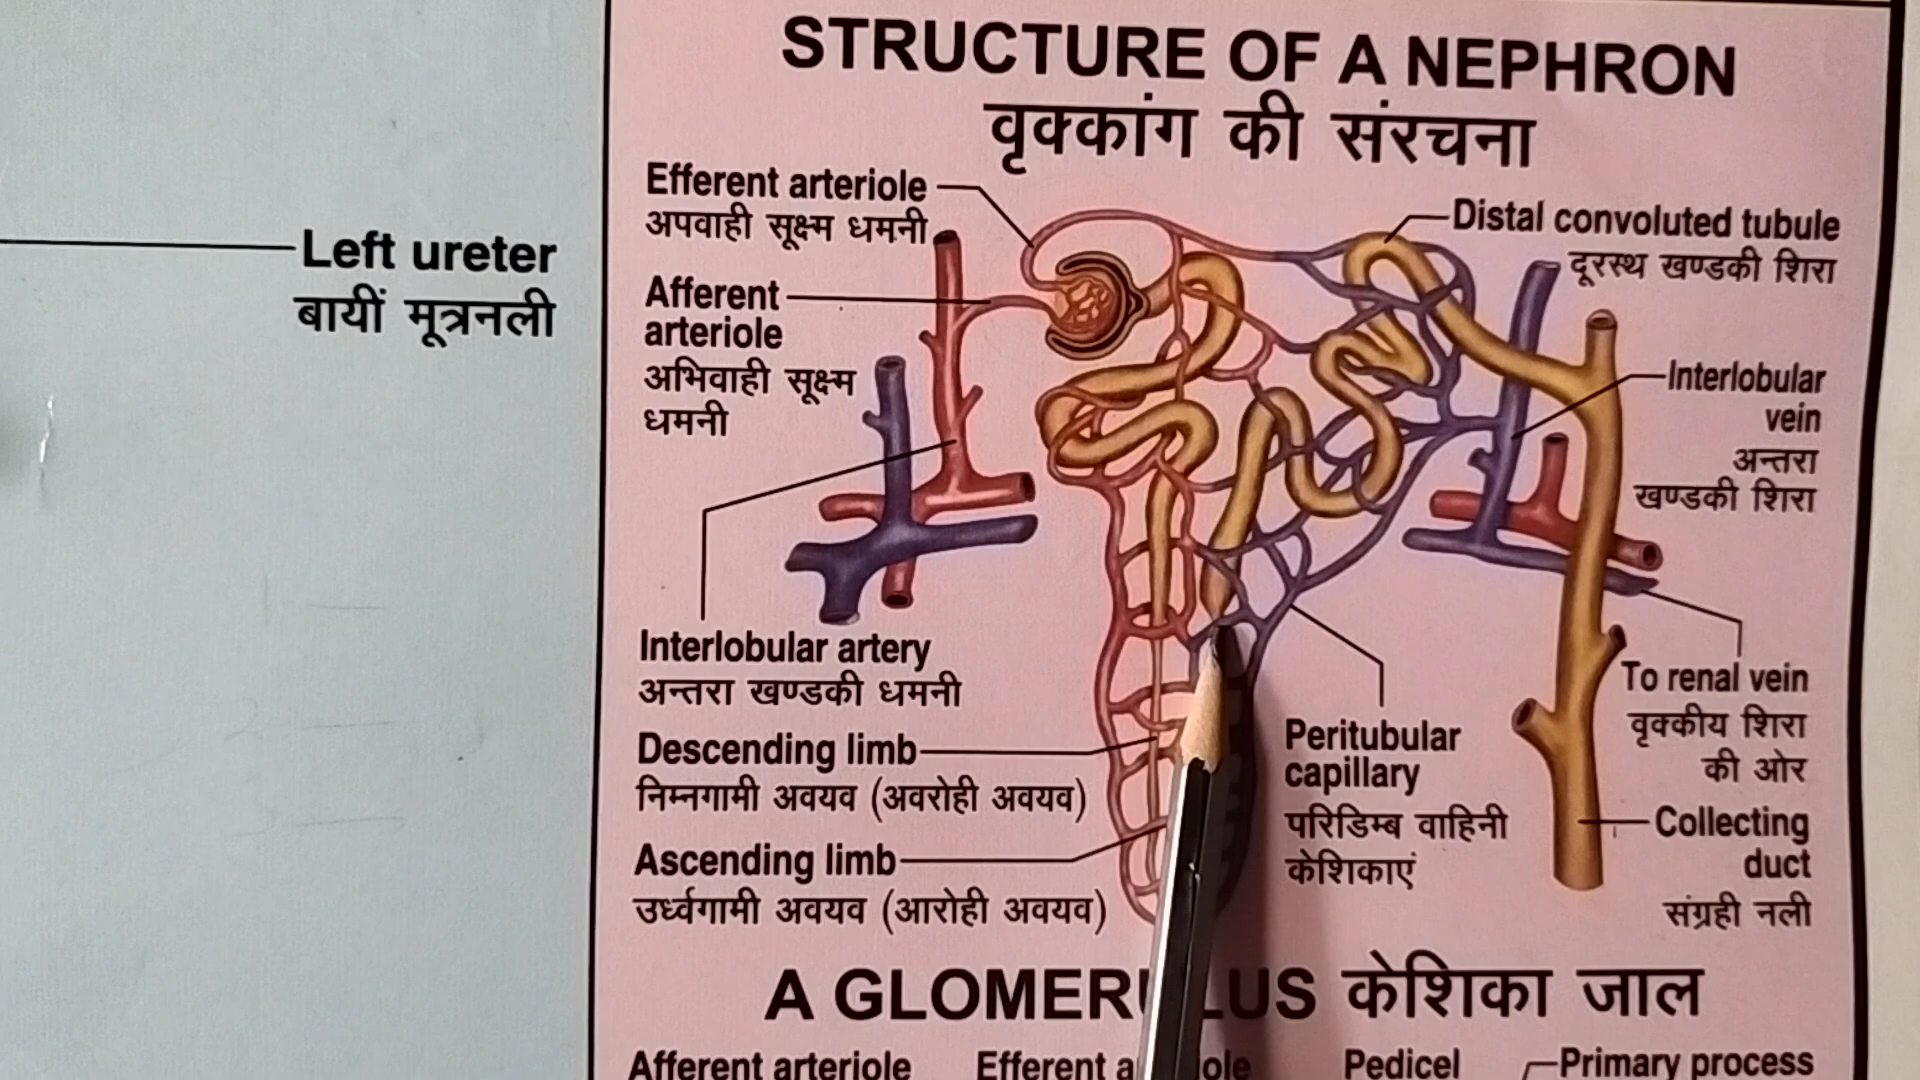 STRUCTURE OF A NEPHRON
वृक्कांग की संरचना
Efferent arteriole
अपवाही सूक्ष्म धमनी
Afferent
arteriole
अभिवाही सूक्ष्म
धमनी
Left ureter
बायीं मूत्रनली
Distal convoluted tubule
दूरस्थ खण्डकी शिरा
Interlobular
vein
अन्तरा
खण्डकी शिरा
Interlobular artery
अन्तरा खण्डकी धमनी
Descending limb
निम्नगामी अवयव (अवरोही अवयव)
Ascending limb
उर्ध्वगामी अवयव (आरोही अवयव)
Peritubular
capillary
परिडिम्ब वाहिनी
केशिकाएं
To renal vein
वृक्कीय शिरा
की ओर
Collecting
duct
संग्रही नली
A GLOMERULUS केशिका जाल
Afferent arteriole Efferent arteriole Pedicel Primary process